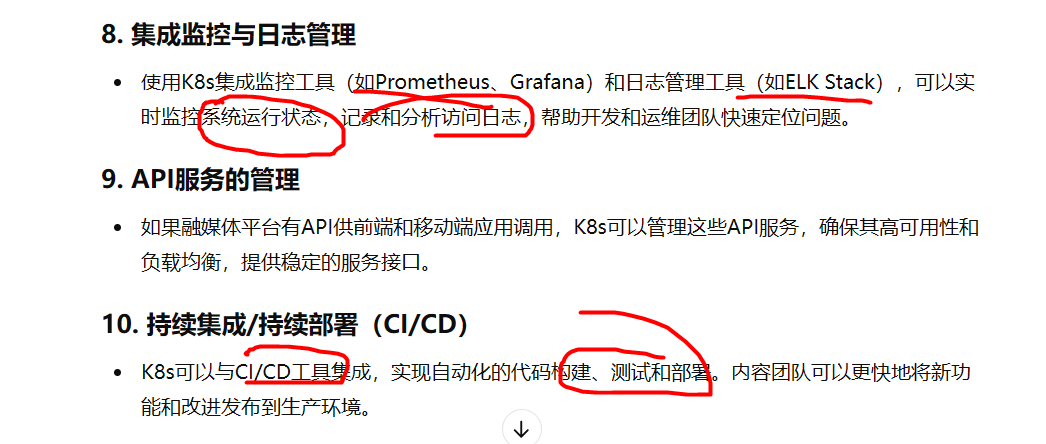 8. 集成监控与日志管理
使用K8s集成监控工具（如Prometheus、Grafana）和日志管理工具（如ELK Stack），可以实
时监控系统运行状态，记录和分析访问日志，帮助开发和运维团队快速定位问题。
9. API服务的管理
如果融媒体平台有API供前端和移动端应用调用，K8s可以管理这些API服务，确保其高可用性和
负载均衡，提供稳定的服务接口。
10. 持续集成/持续部署（CI/CD）
K8s可以与CI/CD工具集成，实现自动化的代码构建、测试和部署。内容团队可以更快地将新功
能和改进发布到生产环境。